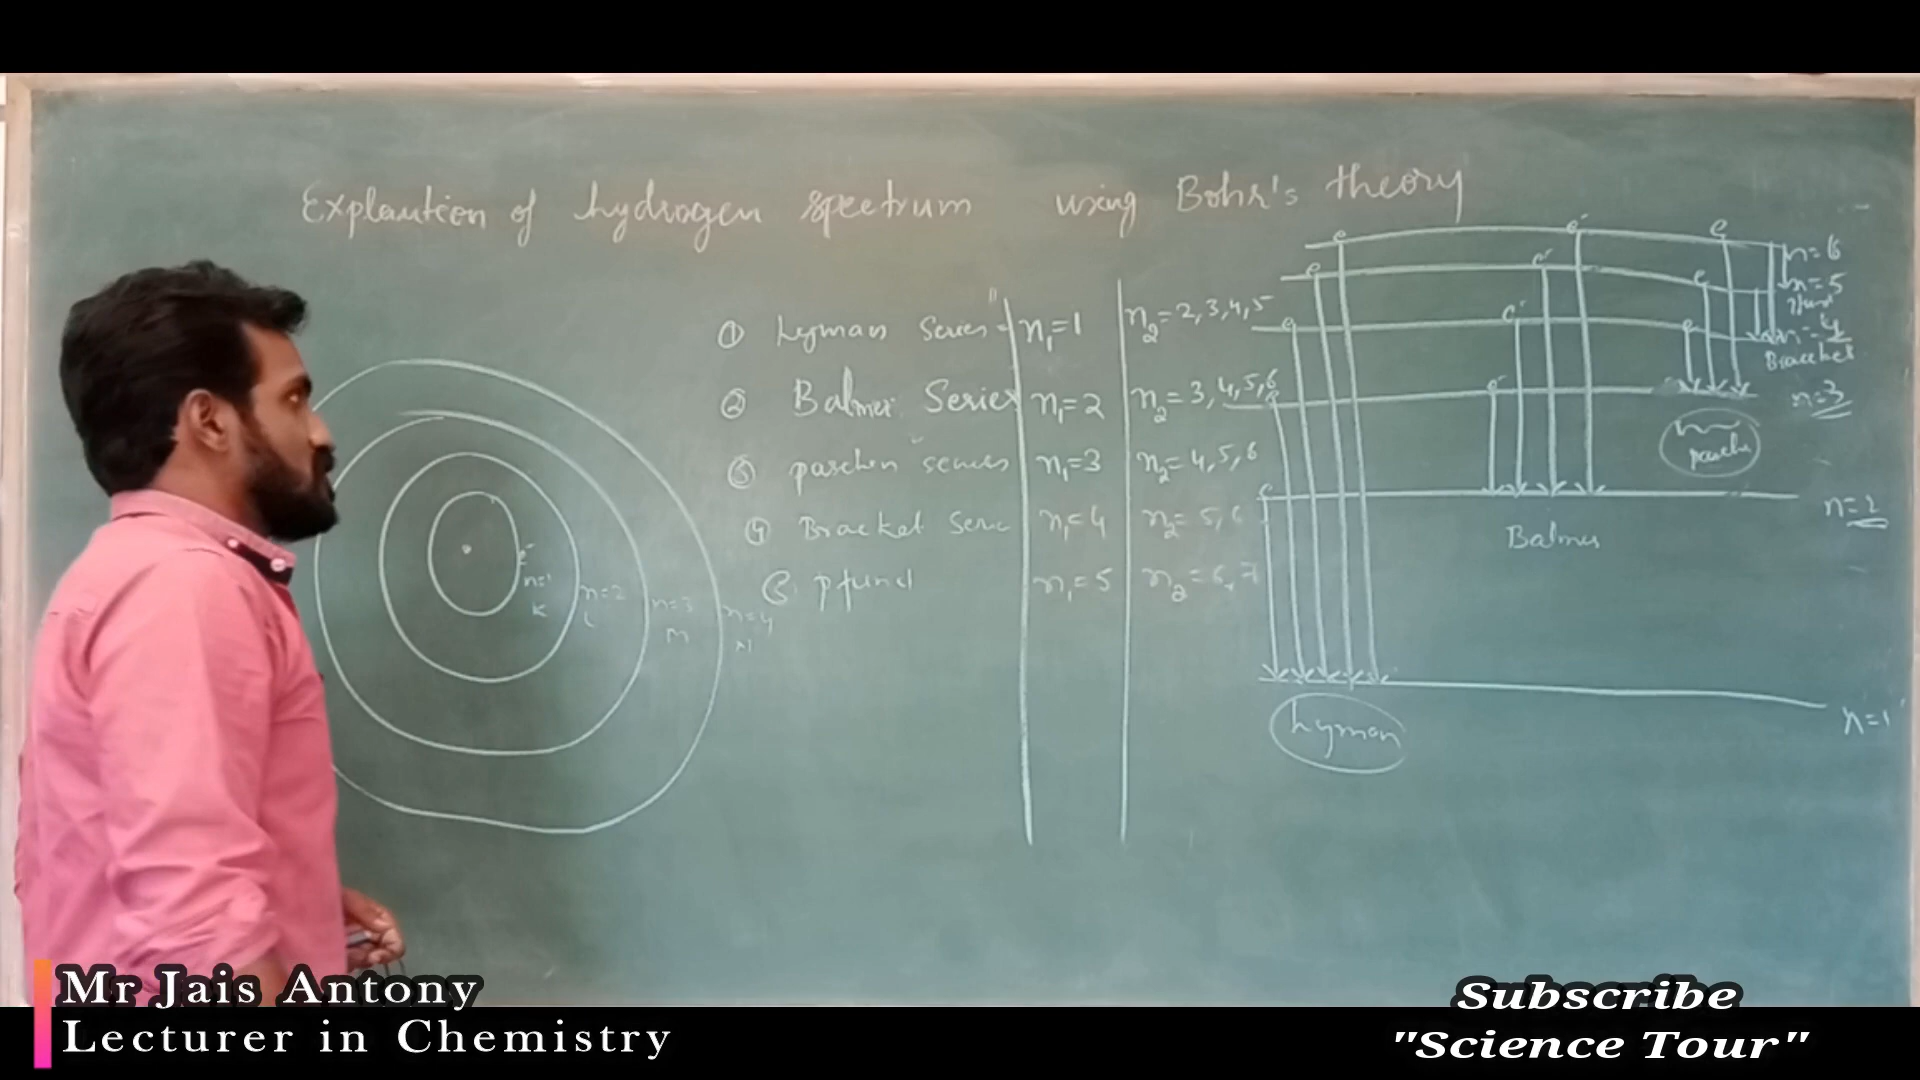 Explaution of hydrogen spectrum using Bohr's theory
① Lyman Series n₁=1 n₂=2,3,4,5
② Balmer Series n₁=2 n₂=3,4,5,6
③ paschen series n₁=3 n₂=4,5,6
④ Bracket Serie n₁=4 n₂=5,6
⑤ pfund n₁=5 n₂=6,7
e⁻
n=1
K
n=2
L
n=3
M
n=4
N
n=6
n=5
n=4
Bracket
n=3
paschen
n=2
Balmer
n=1
Lyman
Mr Jais Antony
Lecturer in Chemistry
Subscribe
"Science Tour"